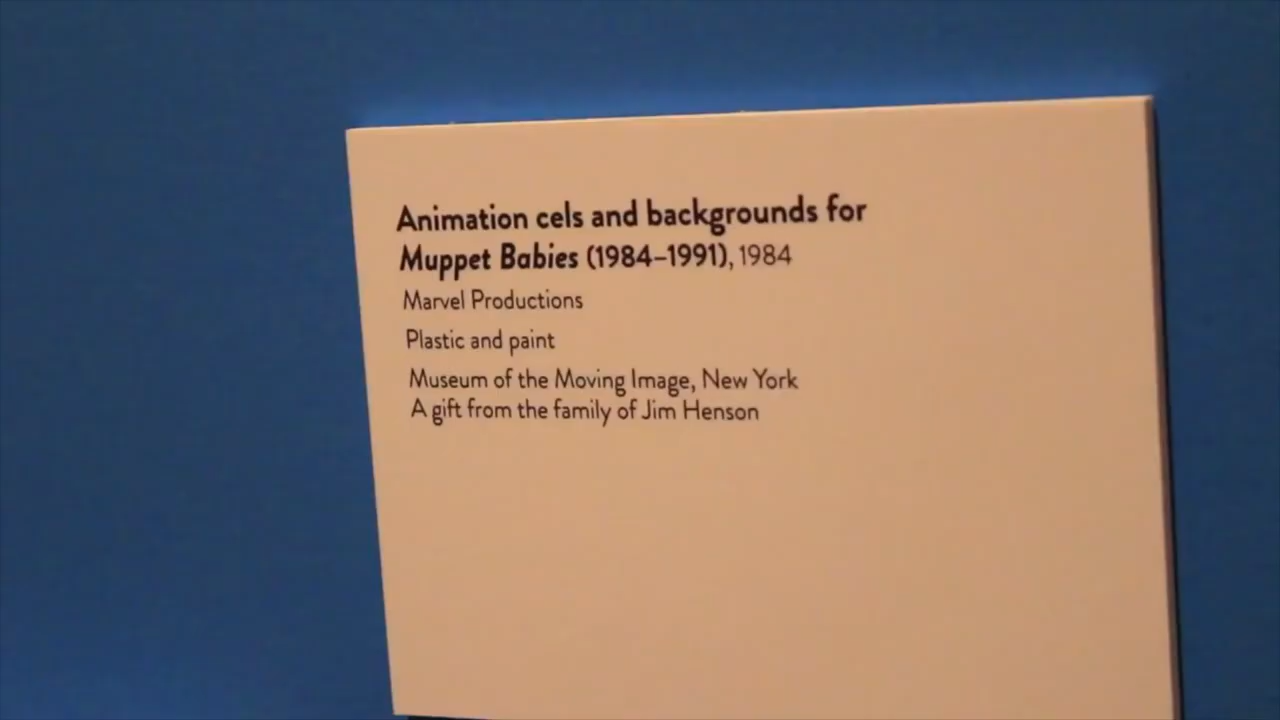 Animation cels and backgrounds for
Muppet Babies (1984–1991), 1984
Marvel Productions
Plastic and paint
Museum of the Moving Image, New York
A gift from the family of Jim Henson